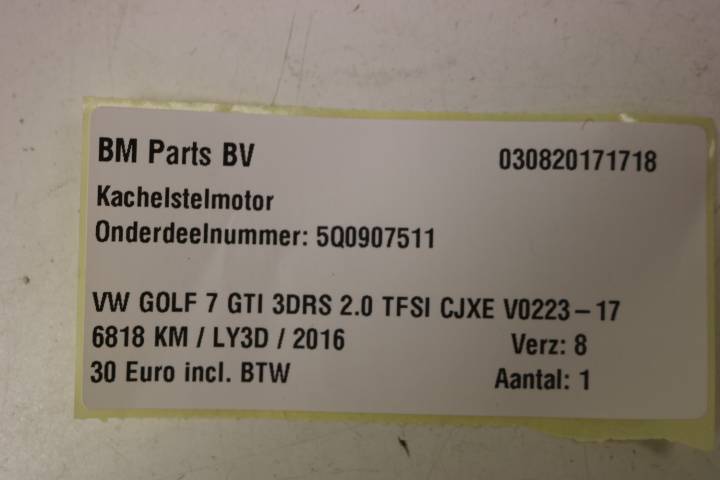 BM Parts BV 030820171718
Kachelstelmotor
Onderdeelnummer: 5Q0907511
VW GOLF 7 GTI 3DRS 2.0 TFSI CJXE V0223-17
6818 KM / LY3D / 2016 Verz: 8
30 Euro incl. BTW Aantal: 1